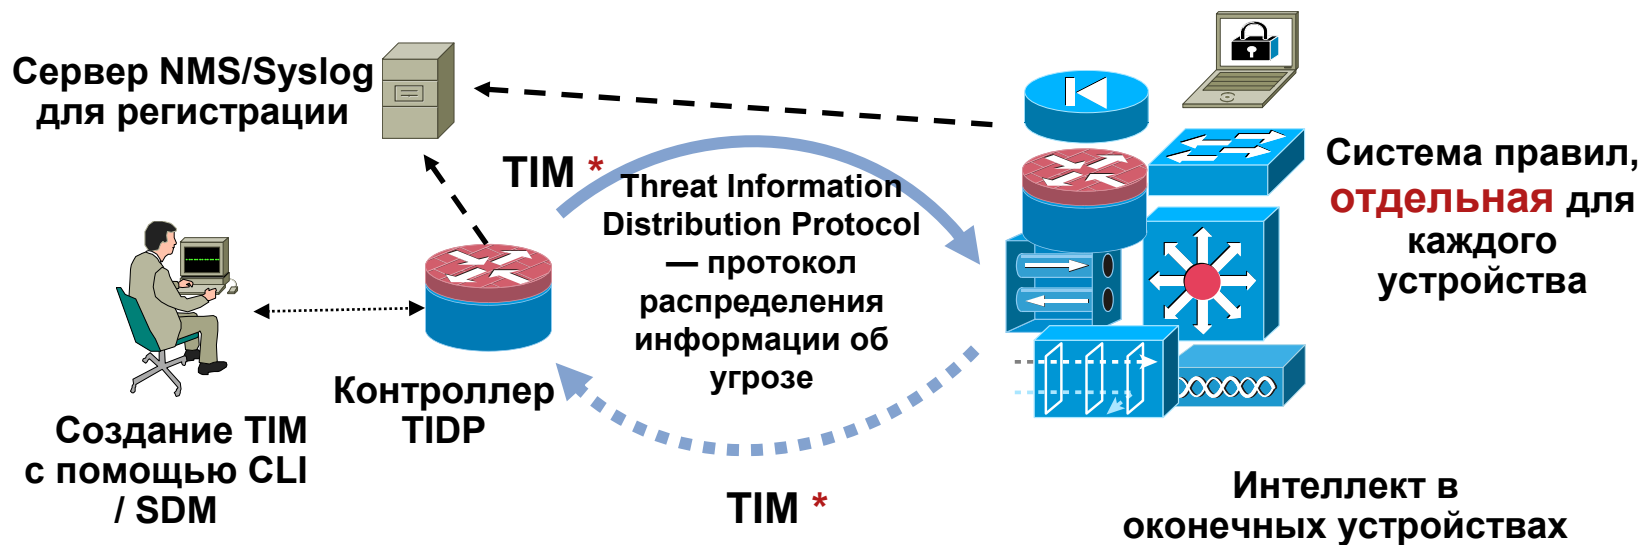 Сервер NMS/Syslog
для регистрации
TIM *
Threat Information
Distribution Protocol
— протокол
распределения
информации об
угрозе
Система правил,
отдельная для
каждого
устройства
Контроллер
TIDP
Создание TIM
с помощью CLI
/ SDM
TIM *
Интеллект в
оконечных устройствах